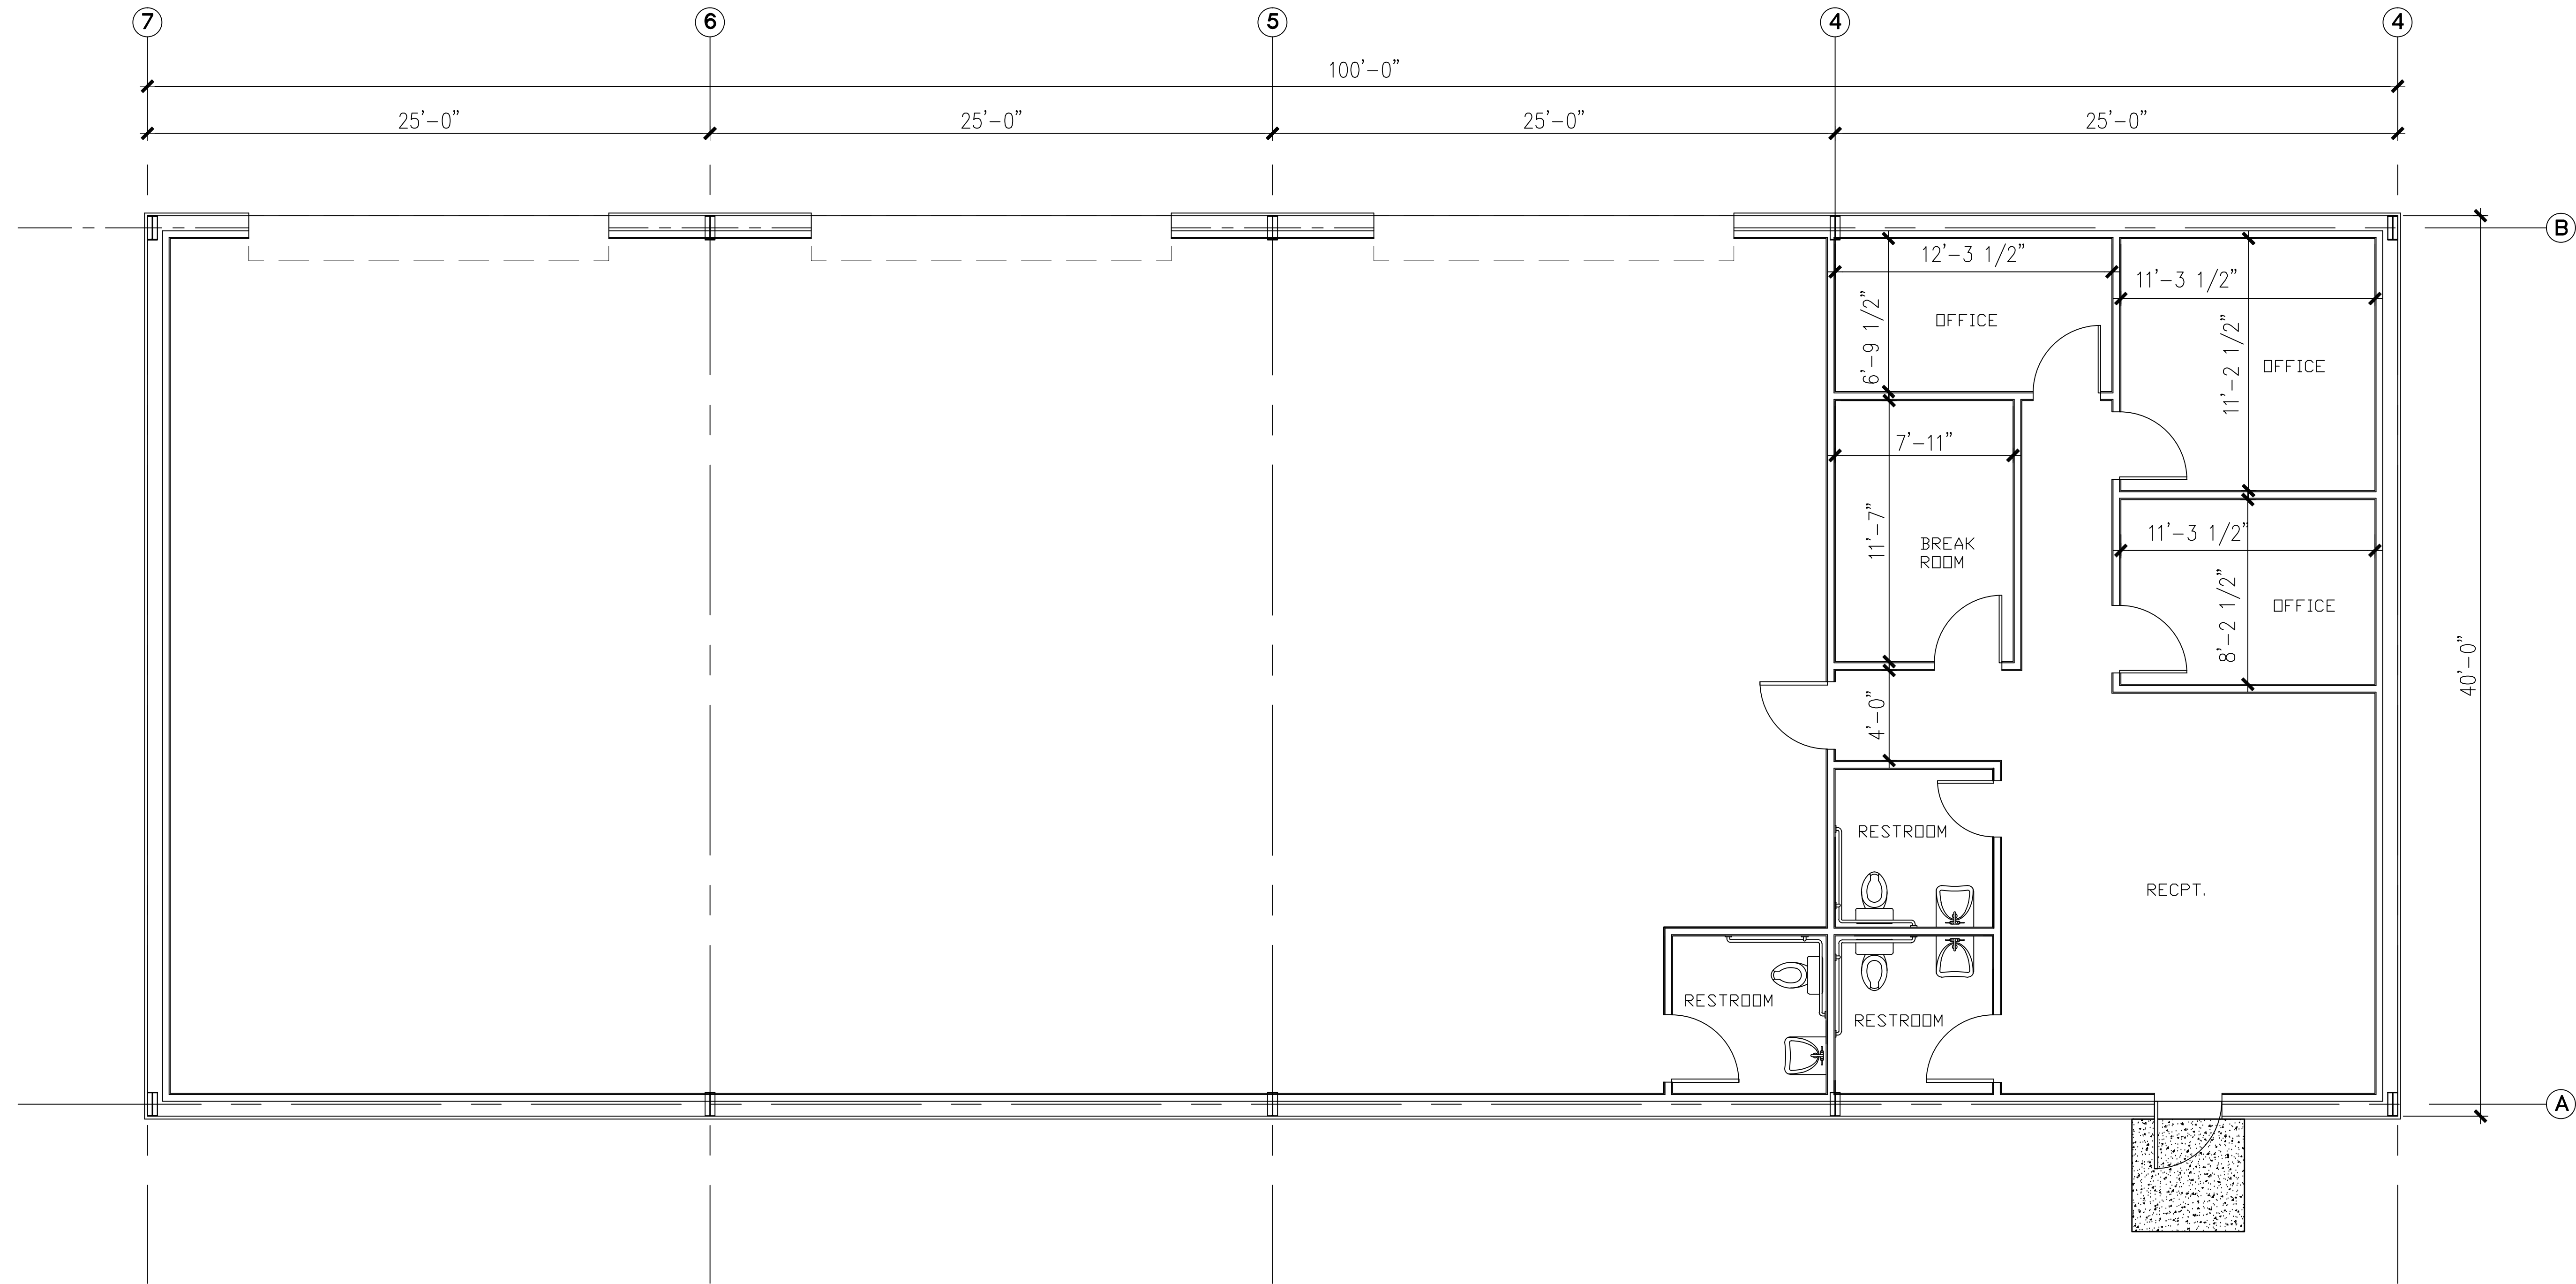 7 6 5 4 4
100'-0"
25'-0" 25'-0" 25'-0" 25'-0"
B
12'-3 1/2"
11'-3 1/2"
6'-9 1/2"
OFFICE
11'-2 1/2"
OFFICE
7'-11"
11'-7"
BREAK
ROOM
11'-3 1/2"
8'-2 1/2"
OFFICE
40'-0"
4'-0"
RESTROOM
RECPT.
RESTROOM
RESTROOM
A